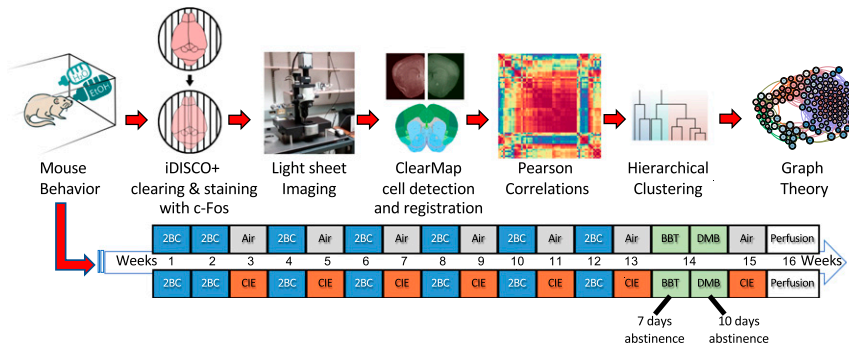 EtOH
Mouse
Behavior
iDISCO+
clearing & staining
with c-Fos
Light sheet
Imaging
ClearMap
cell detection
and registration
Pearson
Correlations
Hierarchical
Clustering
Graph
Theory
2BC 2BC Air 2BC Air 2BC Air 2BC Air 2BC Air 2BC Air BBT DMB Air Perfusion
Weeks 1 2 3 4 5 6 7 8 9 10 11 12 13 14 15 16 Weeks
2BC 2BC CIE 2BC CIE 2BC CIE 2BC CIE 2BC CIE 2BC CIE BBT DMB CIE Perfusion
7 days
abstinence
10 days
abstinence